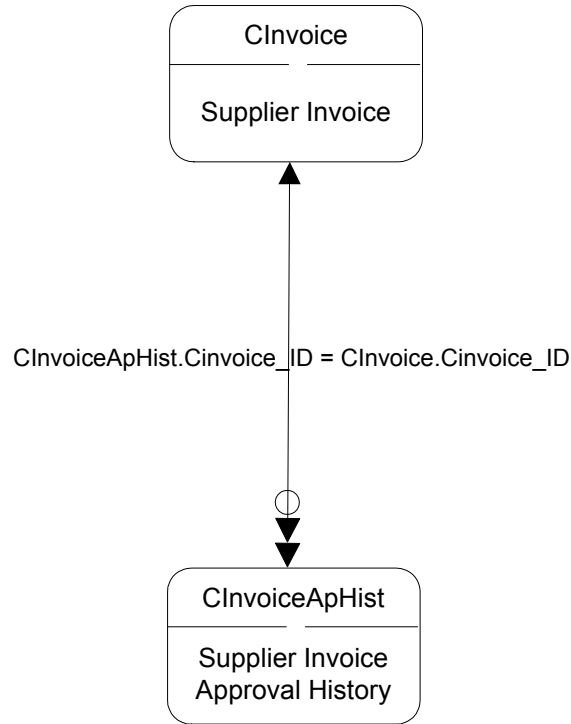 CInvoice
Supplier Invoice
CInvoiceApHist.Cinvoice_ID = CInvoice.Cinvoice_ID
CInvoiceApHist
Supplier Invoice
Approval History